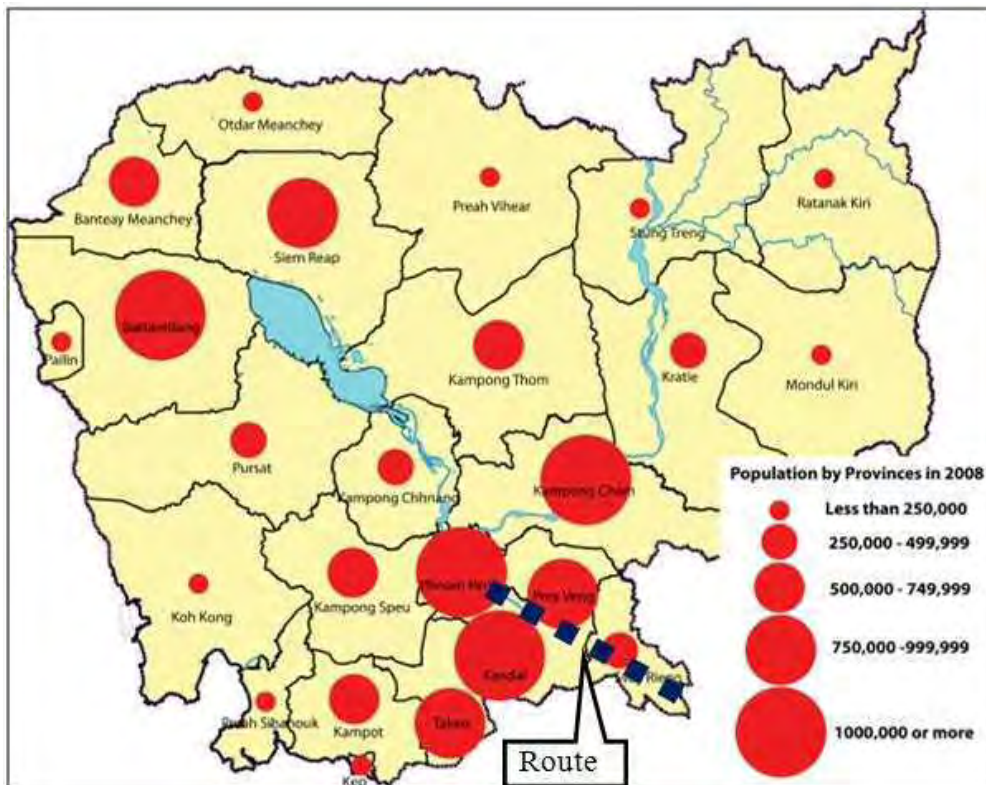 Otdar Meanchey
Banteay Meanchey
Siem Reap
Preah Vihear
Stung Treng
Ratanak Kiri
Battambang
Pailin
Kampong Thom
Kratie
Mondul Kiri
Pursat
Kampong Chhnang
Kampong Cham
Population by Provinces in 2008
Less than 250,000
250,000 - 499,999
500,000 - 749,999
750,000 -999,999
1000,000 or more
Koh Kong
Kampong Speu
Phnom Penh
Prey Veng
Kandal
Svay Rieng
Preah Sihanouk
Kampot
Takeo
Kep
Route